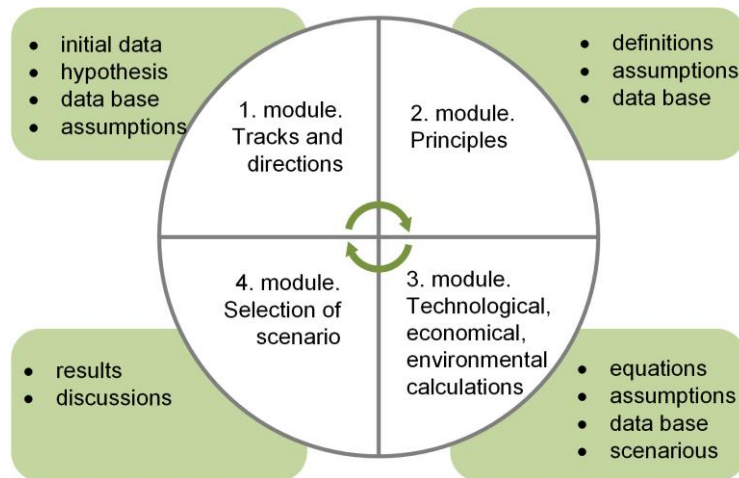 • initial data
• hypothesis
• data base
• assumptions
• definitions
• assumptions
• data base
1. module.
Tracks and
directions
2. module.
Principles
4. module.
Selection of
scenario
3. module.
Technological,
economical,
environmental
calculations
• results
• discussions
• equations
• assumptions
• data base
• scenarious